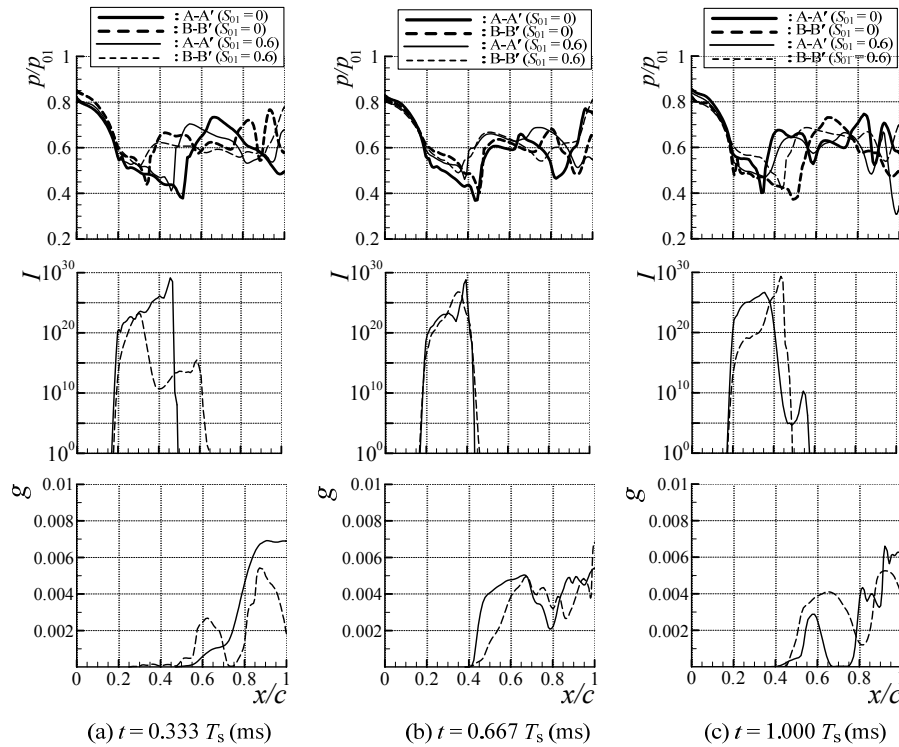 : A-A′ (S01 = 0)
: B-B′ (S01 = 0)
: A-A′ (S01 = 0.6)
: B-B′ (S01 = 0.6)
: A-A′ (S01 = 0)
: B-B′ (S01 = 0)
: A-A′ (S01 = 0.6)
: B-B′ (S01 = 0.6)
: A-A′ (S01 = 0)
: B-B′ (S01 = 0)
: A-A′ (S01 = 0.6)
: B-B′ (S01 = 0.6)
p/p01
1
0.8
0.6
0.4
0.2
p/p01
1
0.8
0.6
0.4
0.2
p/p01
1
0.8
0.6
0.4
0.2
I
10^30
10^20
10^10
10^0
I
10^30
10^20
10^10
10^0
I
10^30
10^20
10^10
10^0
g
0.01
0.008
0.006
0.004
0.002
0 0.2 0.4 0.6 0.8 1
x/c
g
0.01
0.008
0.006
0.004
0.002
0 0.2 0.4 0.6 0.8 1
x/c
g
0.01
0.008
0.006
0.004
0.002
0 0.2 0.4 0.6 0.8 1
x/c
(a) t = 0.333 Ts (ms)
(b) t = 0.667 Ts (ms)
(c) t = 1.000 Ts (ms)